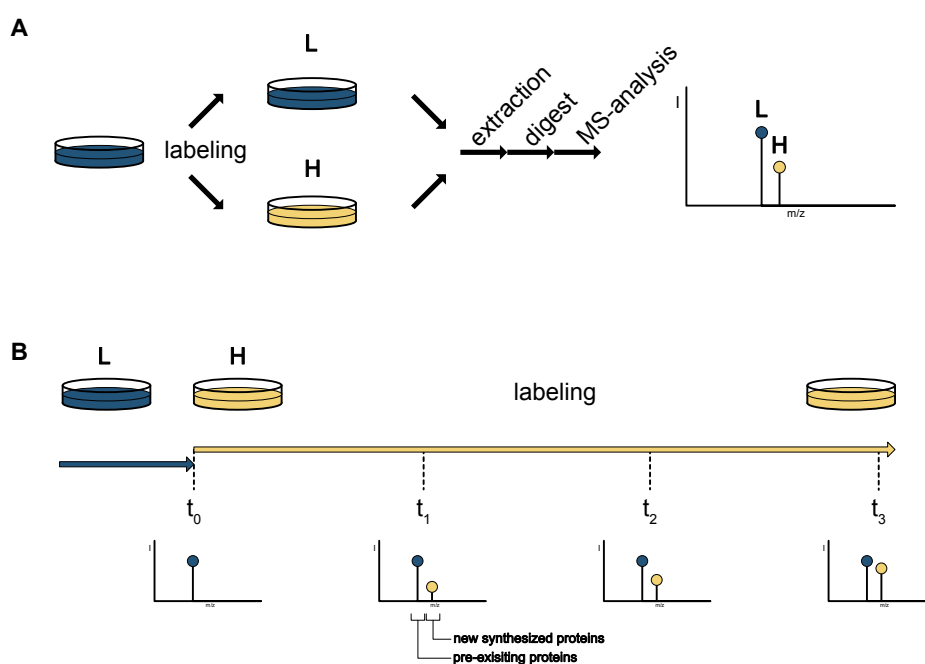 A
L
labeling
H
extraction
digest
MS-analysis
I
L
H
m/z
B
L
H
labeling
t₀
t₁
t₂
t₃
I
m/z
I
m/z
I
m/z
I
m/z
new synthesized proteins
pre-exisiting proteins